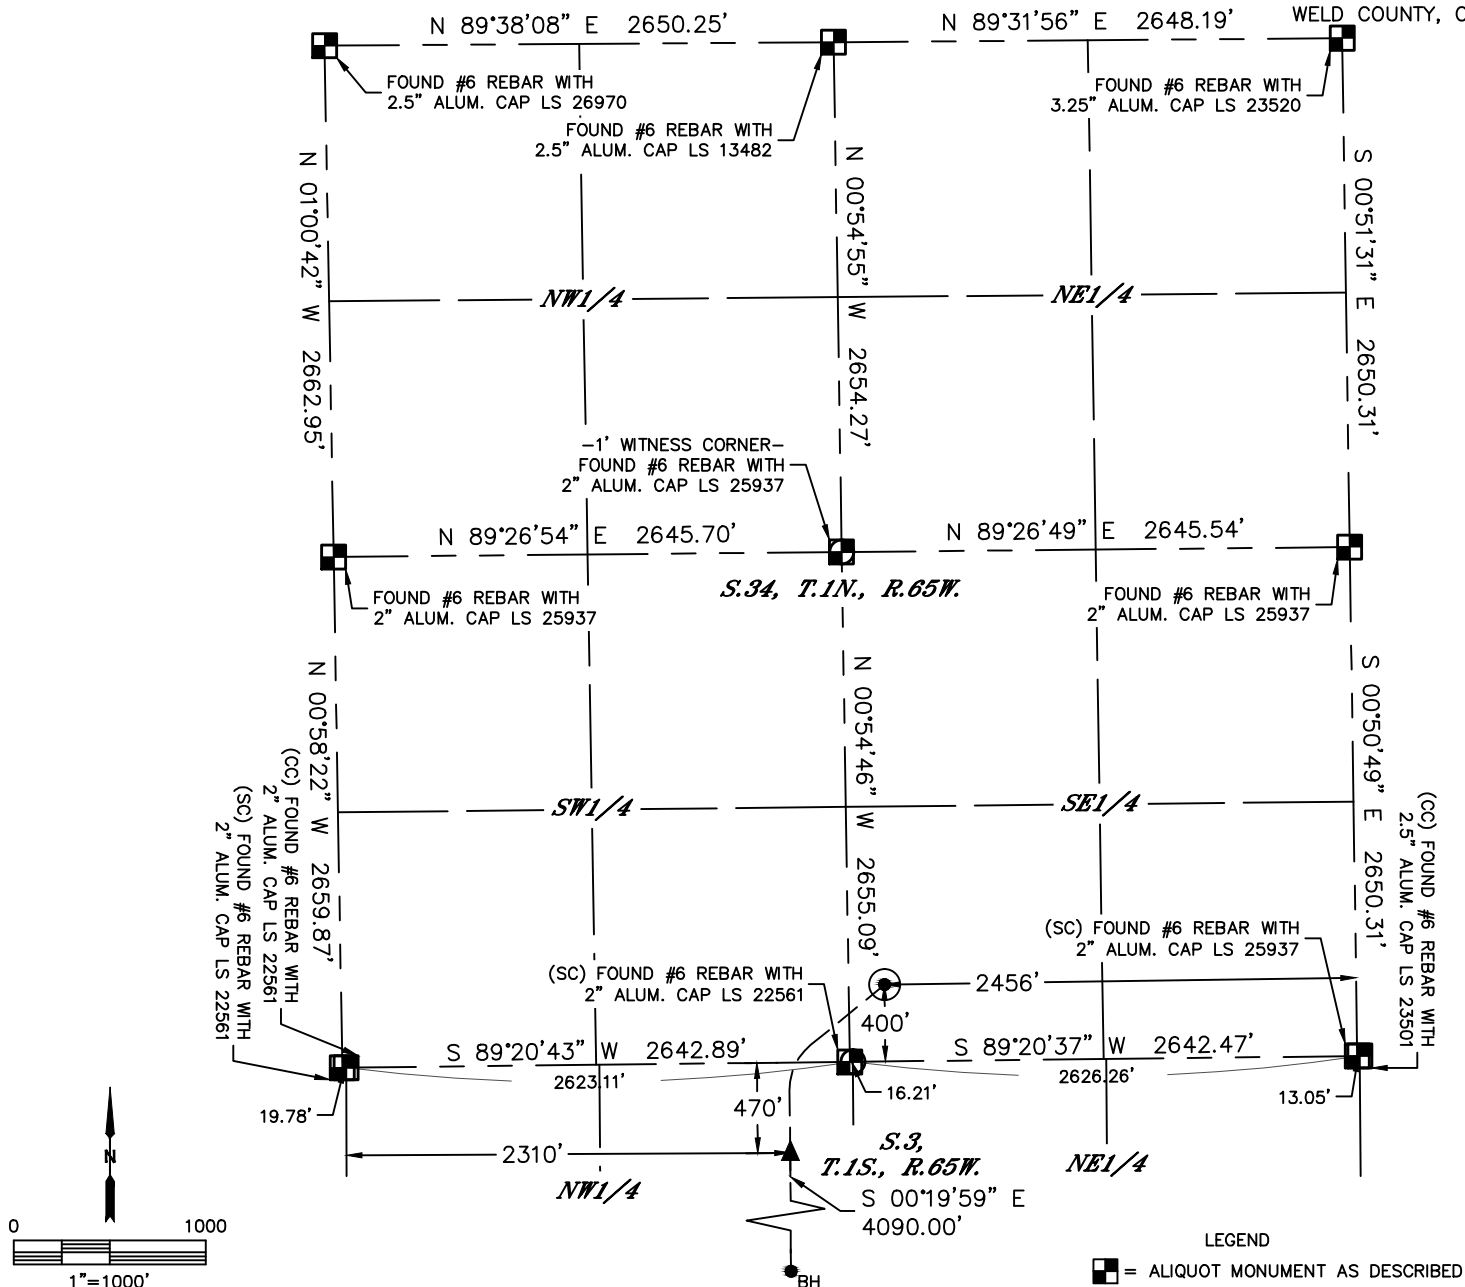 N 89°38'08" E 2650.25'
N 89°31'56" E 2648.19'
WELD COUNTY, C
FOUND #6 REBAR WITH
2.5" ALUM. CAP LS 26970
FOUND #6 REBAR WITH
2.5" ALUM. CAP LS 13482
FOUND #6 REBAR WITH
3.25" ALUM. CAP LS 23520
N 01°00'42" W 2662.95'
N 00°54'55" W 2654.27'
S 00°51'31" E 2650.31'
NW1/4
NE1/4
-1' WITNESS CORNER-
FOUND #6 REBAR WITH
2" ALUM. CAP LS 25937
N 89°26'54" E 2645.70'
N 89°26'49" E 2645.54'
S.34, T.1N., R.65W.
FOUND #6 REBAR WITH
2" ALUM. CAP LS 25937
FOUND #6 REBAR WITH
2" ALUM. CAP LS 25937
N 00°58'22" W 2659.87'
N 00°54'46" W 2655.09'
S 00°50'49" E 2650.31'
(CC) FOUND #6 REBAR WITH
2" ALUM. CAP LS 22561
(SC) FOUND #6 REBAR WITH
2" ALUM. CAP LS 22561
SW1/4
SE1/4
(CC) FOUND #6 REBAR WITH
2.5" ALUM. CAP LS 23501
(SC) FOUND #6 REBAR WITH
2" ALUM. CAP LS 25937
(SC) FOUND #6 REBAR WITH
2" ALUM. CAP LS 22561
2456'
400'
S 89°20'43" W 2642.89'
S 89°20'37" W 2642.47'
2623.11'
2626.26'
19.78'
16.21'
13.05'
470'
2310'
S.3,
T.1S., R.65W.
NW1/4
NE1/4
S 00°19'59" E
4090.00'
N
0 1000
1"=1000'
BH
LEGEND
= ALIQUOT MONUMENT AS DESCRIBED